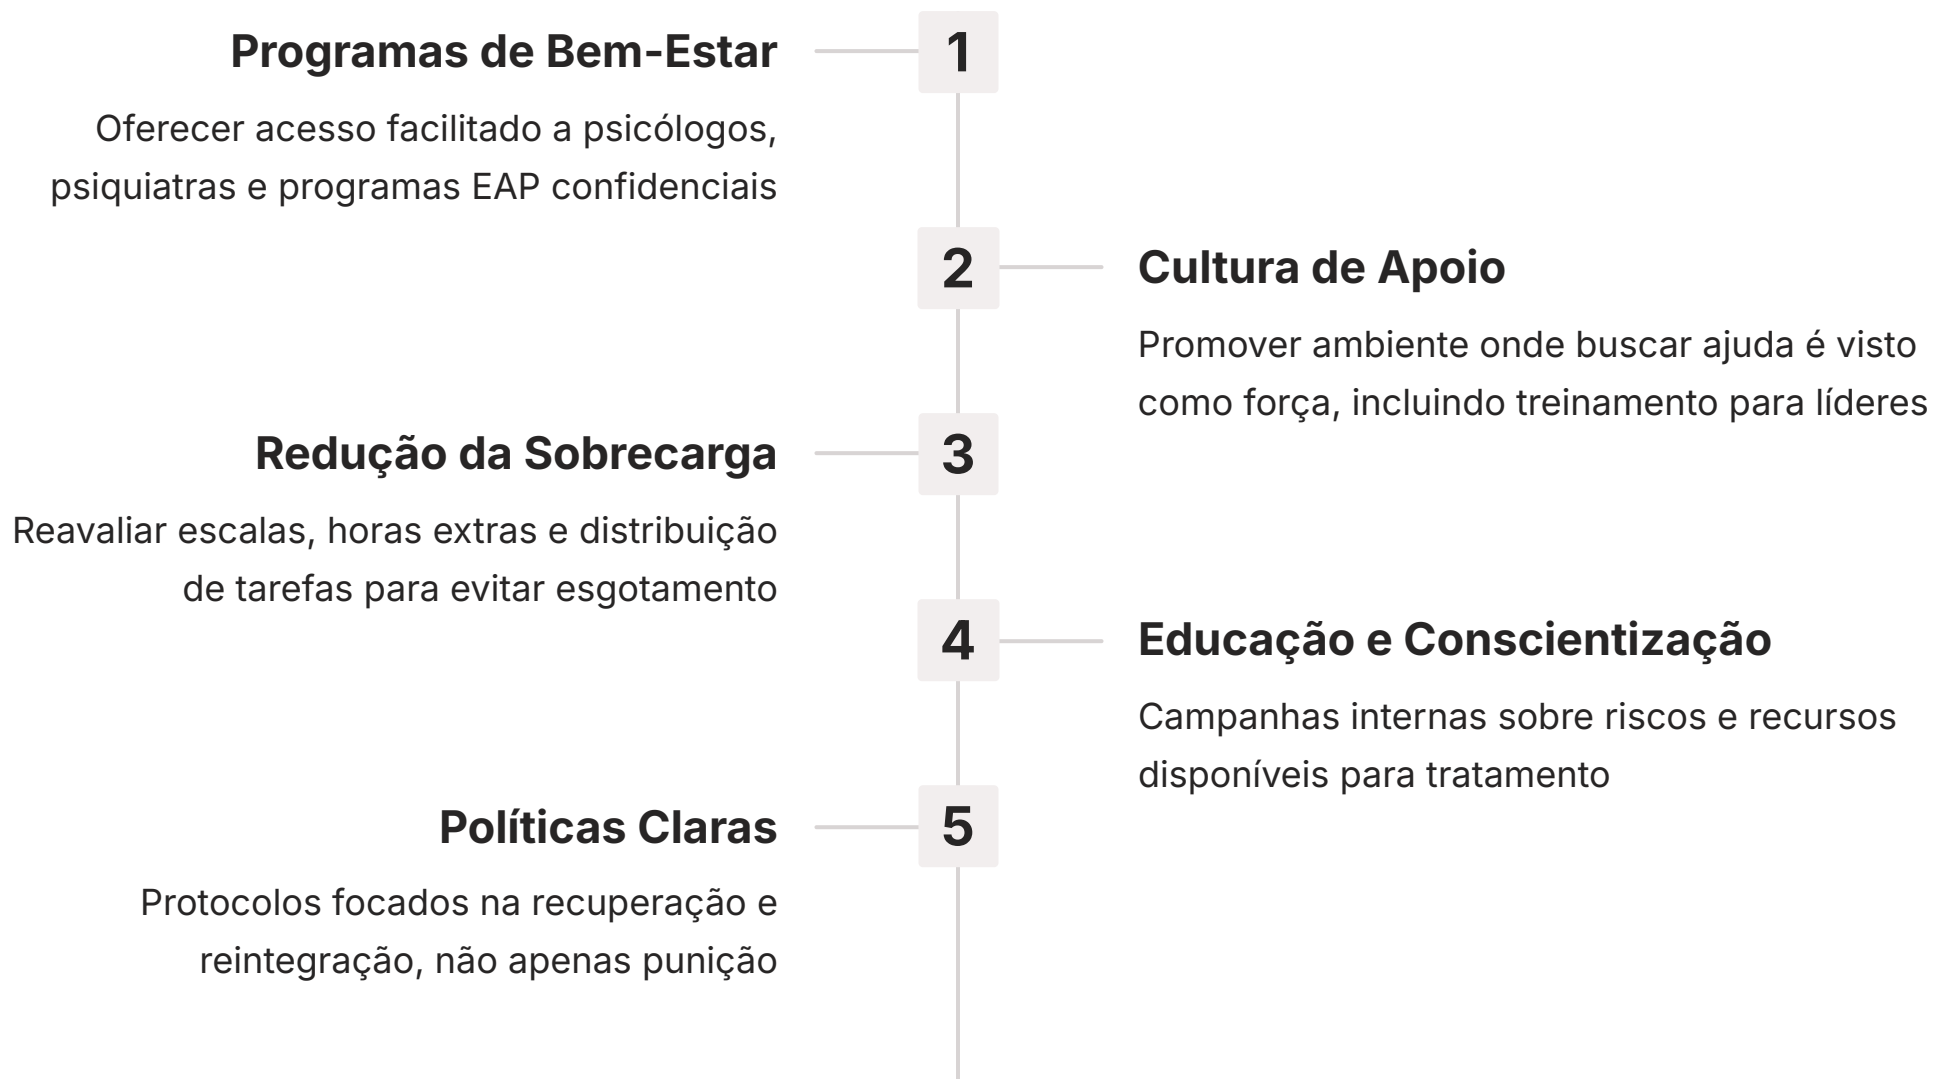 Programas de Bem-Estar
1
Oferecer acesso facilitado a psicólogos,
psiquiatras e programas EAP confidenciais
2
Cultura de Apoio
Promover ambiente onde buscar ajuda é visto
como força, incluindo treinamento para líderes
Redução da Sobrecarga
3
Reavaliar escalas, horas extras e distribuição
de tarefas para evitar esgotamento
4
Educação e Conscientização
Campanhas internas sobre riscos e recursos
disponíveis para tratamento
Políticas Claras
5
Protocolos focados na recuperação e
reintegração, não apenas punição